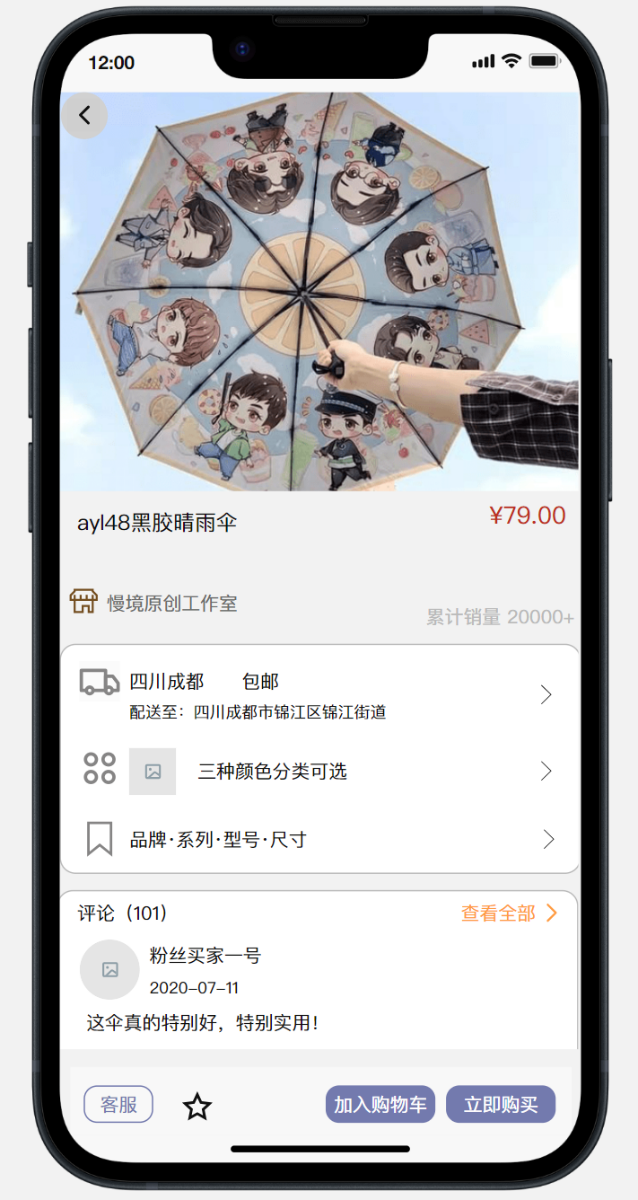 12:00
ayl48黑胶晴雨伞
¥79.00
慢境原创工作室
累计销量 20000+
四川成都 包邮
配送至：四川成都市锦江区锦江街道
三种颜色分类可选
品牌·系列·型号·尺寸
评论（101）
查看全部
粉丝买家一号
2020-07-11
这伞真的特别好，特别实用！
客服
加入购物车
立即购买